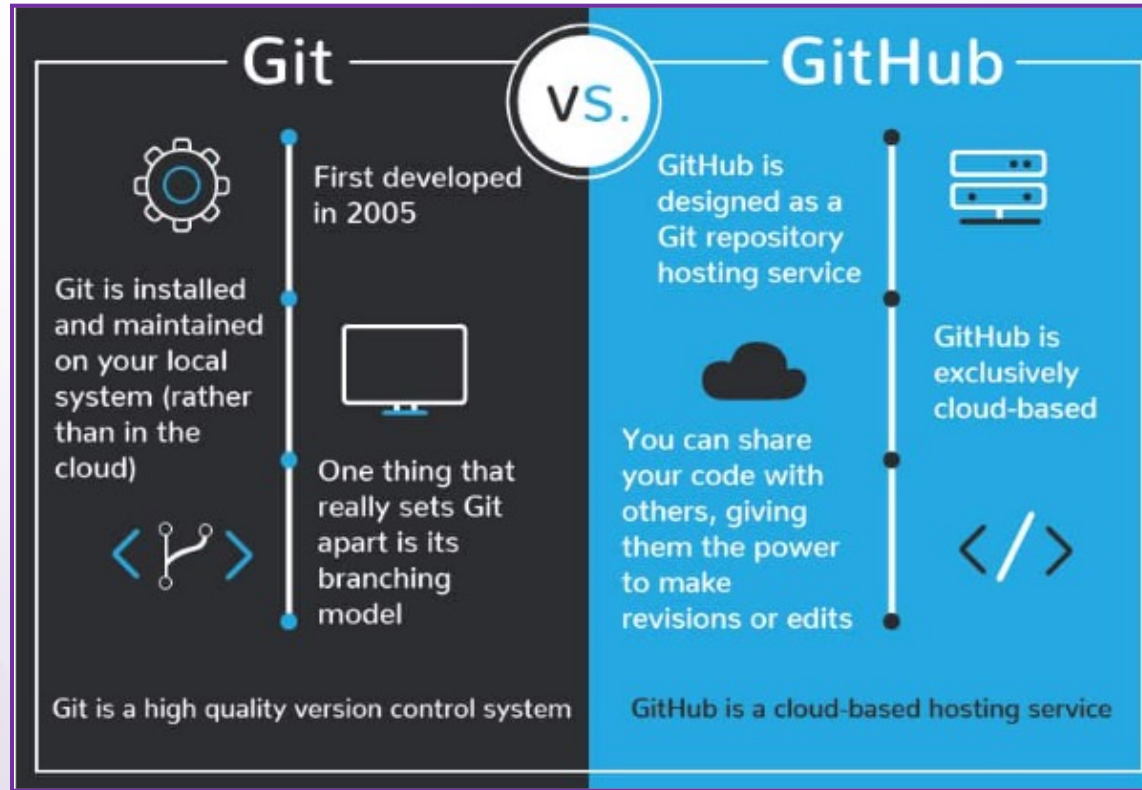 Git
vs.
GitHub
First developed
in 2005
Git is installed
and maintained
on your local
system (rather
than in the
cloud)
One thing that
really sets Git
apart is its
branching
model
Git is a high quality version control system
GitHub is
designed as a
Git repository
hosting service
GitHub is
exclusively
cloud-based
You can share
your code with
others, giving
them the power
to make
revisions or edits
GitHub is a cloud-based hosting service